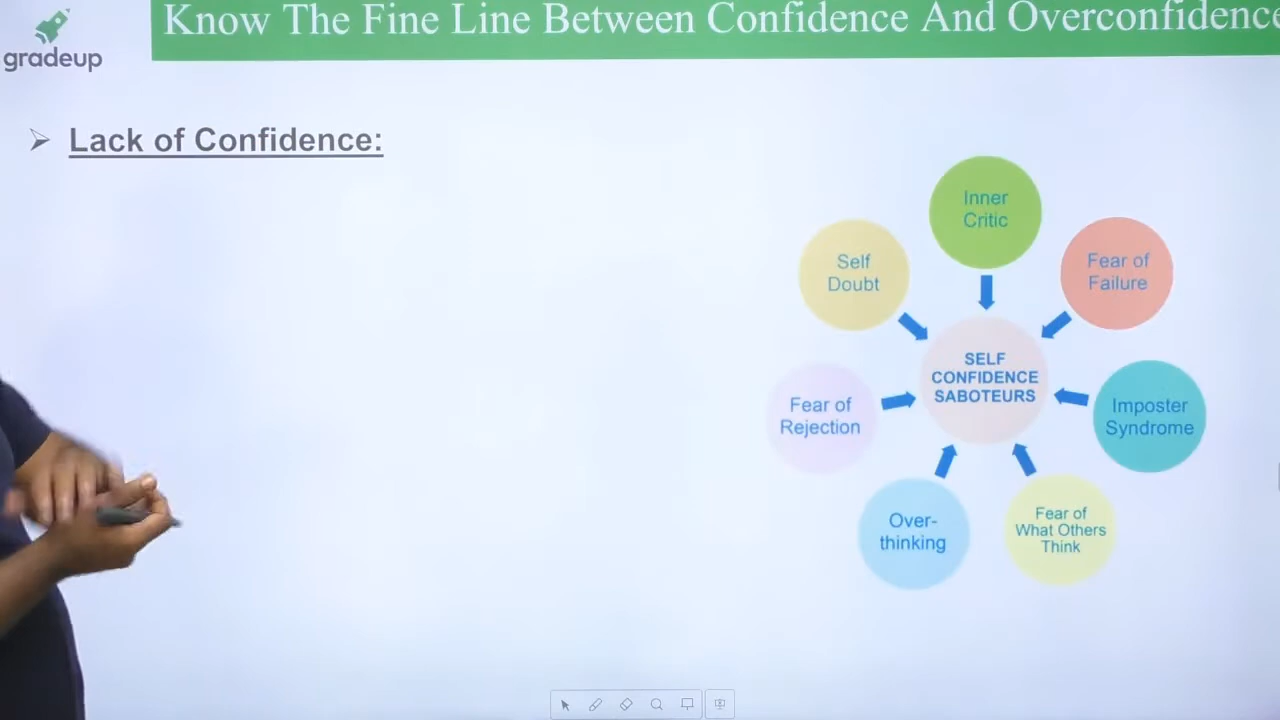 Know The Fine Line Between Confidence And Overconfidence
gradeup
Lack of Confidence:
Inner
Critic
Self
Doubt
Fear of
Failure
SELF
CONFIDENCE
SABOTEURS
Fear of
Rejection
Imposter
Syndrome
Over-
thinking
Fear of
What Others
Think